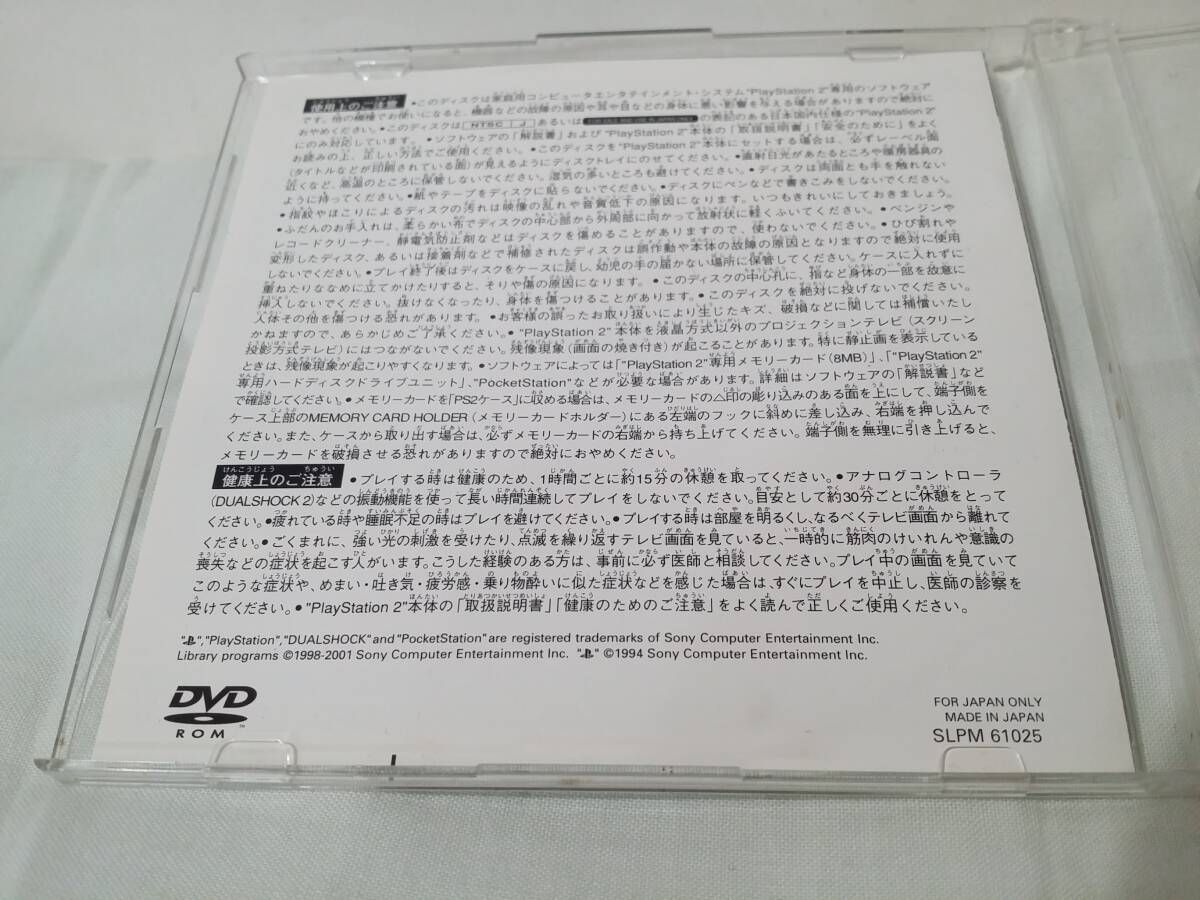 使用上のご注意 ●このディスクは家庭用コンピュータエンタテインメント・システム"PlayStation 2"専用のソフトウェア
です。他の機種でお使いになると、機器などの故障の原因や耳や目などの身体に悪い影響を与える場合がありますので絶対に
おやめください。●このディスクは NTSC J あるいは FOR SALE AND USE IN JAPAN ONLY の表記のある日本国内仕様の"PlayStation 2"
にのみ対応しています。●ソフトウェアの「解説書」および"PlayStation 2"本体の「取扱説明書」「安全のために」をよく
お読みの上、正しい方法でご使用ください。●このディスクを"PlayStation 2"本体にセットする場合は、必ずレーベル面
(タイトルなどが印刷されている面)が見えるようにディスクトレイにのせてください。●直射日光があたるところや暖房器具の
近くなど、高温のところに保管しないでください。湿気の多いところも避けてください。●ディスクは両面とも手を触れない
ように持ってください。●紙やテープをディスクに貼らないでください。●ディスクにペンなどで書きこみをしないでください。
●指紋やほこりによるディスクの汚れは映像の乱れや音質低下の原因になります。いつもきれいにしておきましょう。
●ふだんのお手入れは、柔らかい布でディスクの中心部から外周部に向かって放射状に軽くふいてください。●ベンジンや
レコードクリーナー、静電気防止剤などはディスクを傷めることがありますので、使わないでください。●ひび割れや
変形したディスク、あるいは接着剤などで補修されたディスクは誤作動や本体の故障の原因となりますので絶対に使用
しないでください。●プレイ終了後はディスクをケースに戻し、幼児の手の届かない場所に保管してください。ケースに入れずに
重ねたりななめに立てかけたりすると、そりや傷の原因になります。●このディスクの中心孔に、指など身体の一部を故意に
挿入しないでください。抜けなくなったり、身体を傷つけることがあります。●このディスクを絶対に投げないでください。
人体その他を傷つける恐れがあります。●お客様の誤ったお取り扱いにより生じたキズ、破損などに関しては補償いたし
かねますので、あらかじめご了承ください。●"PlayStation 2"本体を液晶方式以外のプロジェクションテレビ(スクリーン
投影方式テレビ)にはつながないでください。残像現象(画面の焼き付き)が起こることがあります。特に静止画を表示している
ときは、残像現象が起こりやすくなります。●ソフトウェアによっては「"PlayStation 2"専用メモリーカード(8MB)」、「"PlayStation 2"
専用ハードディスクドライブユニット」、"PocketStation"などが必要な場合があります。詳細はソフトウェアの「解説書」など
で確認してください。●メモリーカードを「PS2ケース」に収める場合は、メモリーカードの△印の彫り込みのある面を上にして、端子側を
ケース上部のMEMORY CARD HOLDER(メモリーカードホルダー)にある左端のフックに斜めに差し込み、右端を押し込んで
ください。また、ケースから取り出す場合は、必ずメモリーカードの右端から持ち上げてください。端子側を無理に引き上げると、
メモリーカードを破損させる恐れがありますので絶対におやめください。
健康上のご注意 ●プレイする時は健康のため、1時間ごとに約15分の休憩を取ってください。●アナログコントローラ
(DUALSHOCK 2)などの振動機能を使って長い時間連続してプレイをしないでください。目安として約30分ごとに休憩をとって
ください。●疲れている時や睡眠不足の時はプレイを避けてください。●プレイする時は部屋を明るくし、なるべくテレビ画面から離れて
ください。●ごくまれに、強い光の刺激を受けたり、点滅を繰り返すテレビ画面を見ていると、一時的に筋肉のけいれんや意識の
喪失などの症状を起こす人がいます。こうした経験のある方は、事前に必ず医師と相談してください。プレイ中の画面を見ていて
このような症状や、めまい・吐き気・疲労感・乗り物酔いに似た症状などを感じた場合は、すぐにプレイを中止し、医師の診察を
受けてください。●"PlayStation 2"本体の「取扱説明書」「健康のためのご注意」をよく読んで正しくご使用ください。
" ","PlayStation","DUALSHOCK" and "PocketStation" are registered trademarks of Sony Computer Entertainment Inc.
Library programs ©1998-2001 Sony Computer Entertainment Inc. " " ©1994 Sony Computer Entertainment Inc.
DVD
ROM
FOR JAPAN ONLY
MADE IN JAPAN
SLPM 61025